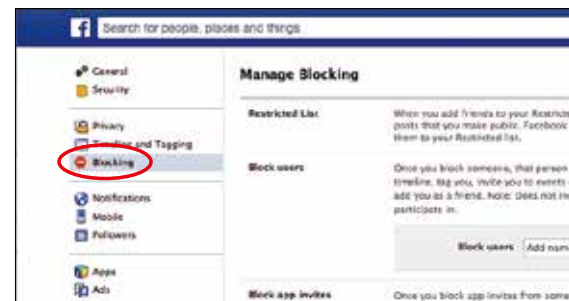 f Search for people, places and things
General
Security
Privacy
Timeline and Tagging
Blocking
Notifications
Mobile
Followers
Apps
Ads
Manage Blocking
Restricted List
When you add friends to your Restricte
posts that you make public. Facebook
them to your Restricted list.
Block users
Once you block someone, that person
timeline, tag you, invite you to events
add you as a friend. Note: Does not in
participate in.
Block users Add nam
Block app invites
Once you block app invites from some